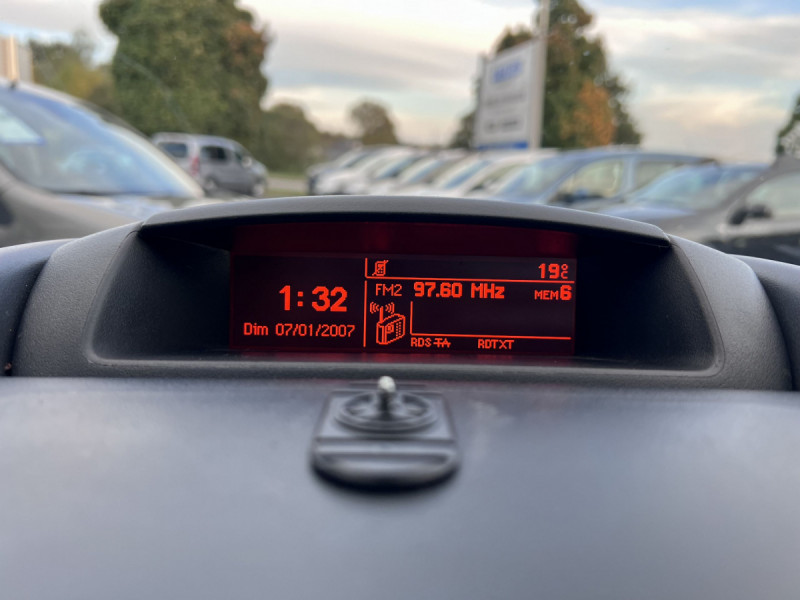 19°C
1:32
FM2 97.60 MHz MEM6
Dim 07/01/2007
RDS TA RDTXT